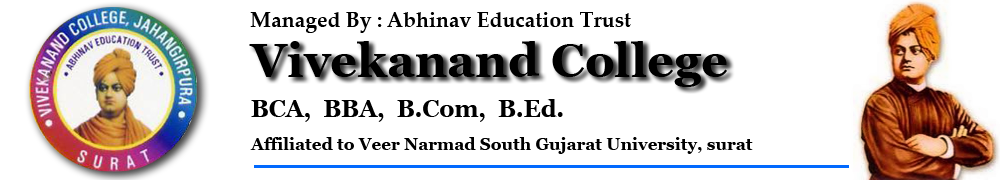 VIVEKANAND COLLEGE, JAHANGIRPURA
• ABHINAV EDUCATION TRUST •
SURAT
Managed By : Abhinav Education Trust
Vivekanand College
BCA, BBA, B.Com, B.Ed.
Affiliated to Veer Narmad South Gujarat University, surat